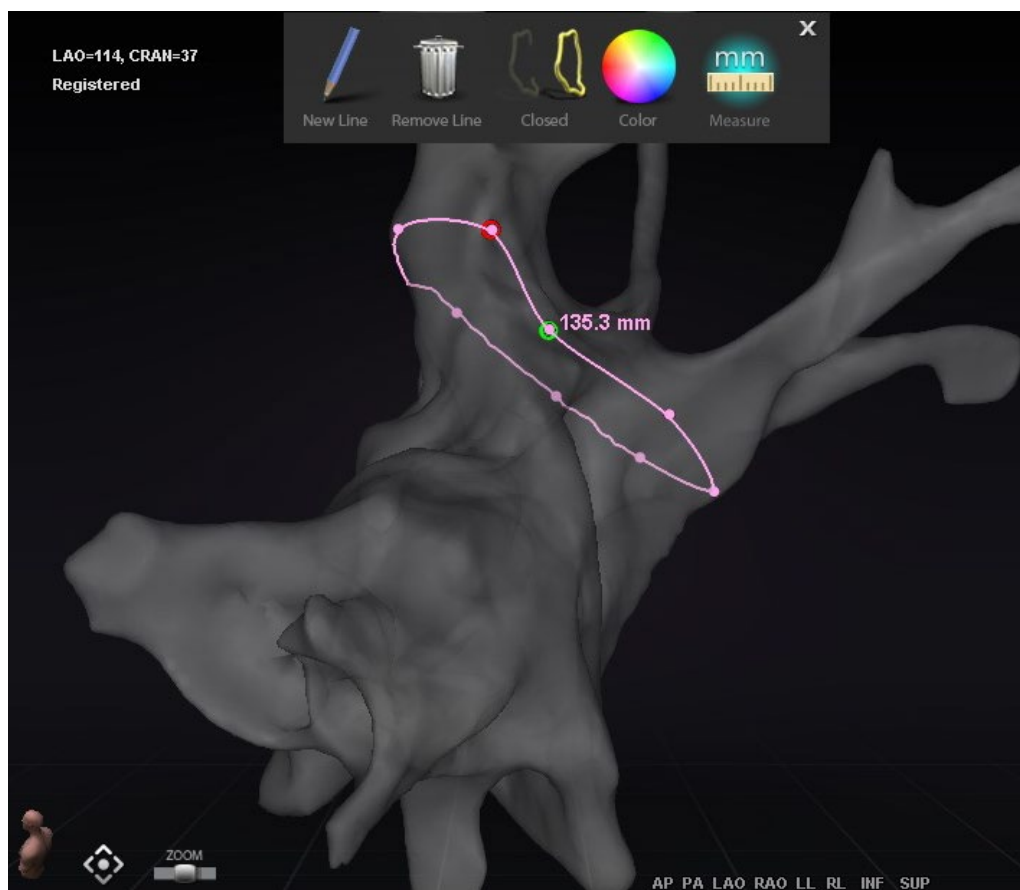 LAO=114, CRAN=37
Registered
X
New Line Remove Line Closed Color mm Measure
135.3 mm
ZOOM
AP PA LAO RAO LL RL INF SUP